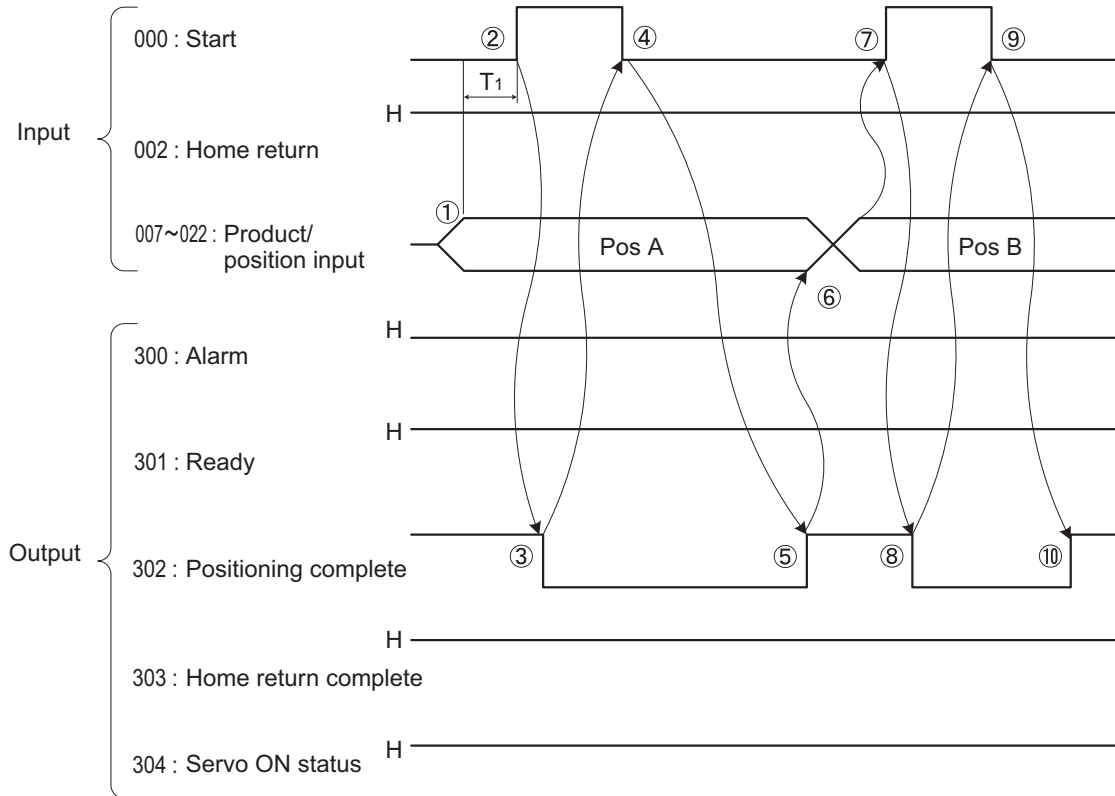 ② ④ ⑦ ⑨
000 : Start
T1
H
Input
002 : Home return
①
007~022 : Product/
position input
Pos A
Pos B
⑥
H
300 : Alarm
H
301 : Ready
Output
③ ⑤ ⑧ ⑩
302 : Positioning complete
H
303 : Home return complete
H
304 : Servo ON status